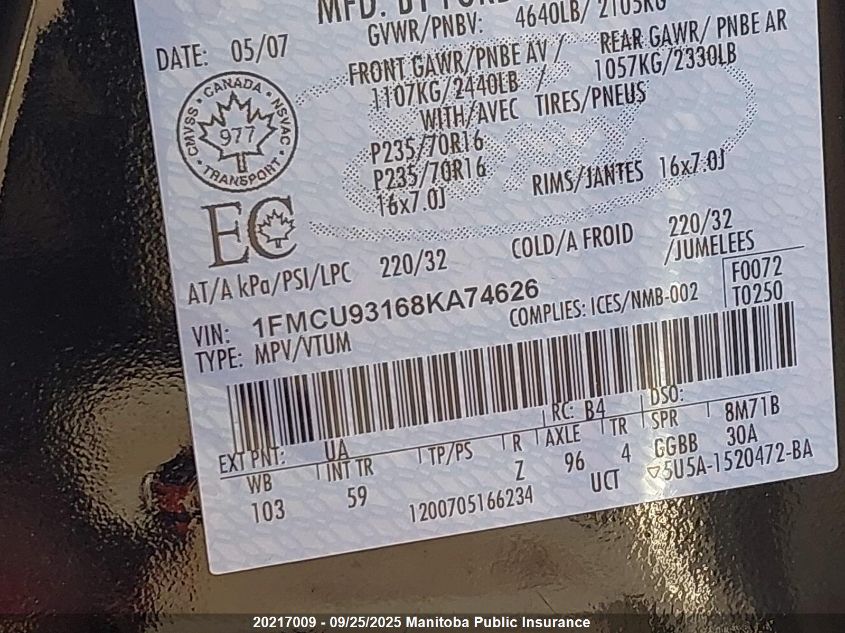 MFD. BY FORD
GVWR/PNBV: 4640LB/ 2105KG
DATE: 05/07
FRONT GAWR/PNBE AV / REAR GAWR/ PNBE AR
1107KG/2440LB / 1057KG/2330LB
WITH/AVEC TIRES/PNEUS
P235/70R16
P235/70R16
16x7.0J RIMS/JANTES 16x7.0J
CMVSS · CANADA · NSVAC
977
TRANSPORT
EC
AT/A kPa/PSI/LPC 220/32 COLD/A FROID 220/32
/JUMELEES
VIN: 1FMCU93168KA74626
F0072
T0250
TYPE: MPV/VTUM COMPLIES: ICES/NMB-002
RC: B4 DSO:
EXT PNT: UA
WB INT TR TP/PS R AXLE TR SPR 8M71B
103 59 Z 96 4 GGBB 30A
1200705166234 UCT 5U5A-1520472-BA
20217009 - 09/25/2025 Manitoba Public Insurance